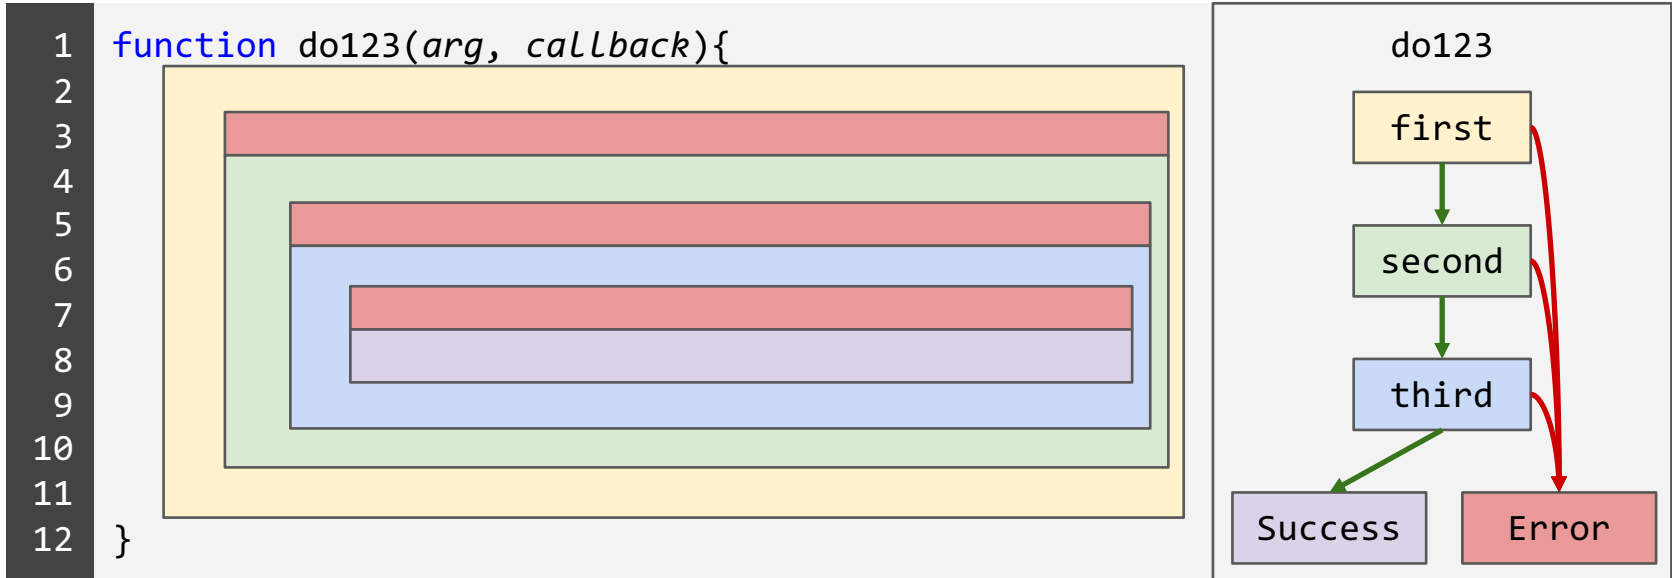 1 function do123(arg, callback){
2
3
4
5
6
7
8
9
10
11
12 }
do123
first
second
third
Success Error